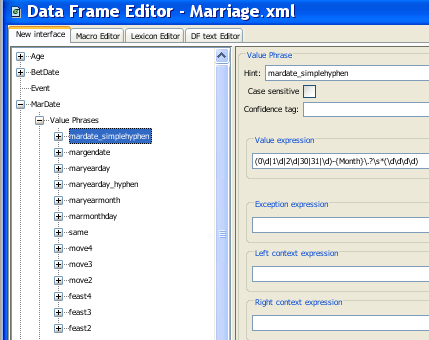 Data Frame Editor - Marriage.xml
New interface Macro Editor Lexicon Editor DF text Editor
Age
BetDate
Event
MarDate
Value Phrases
mardate_simplehyphen
margendate
maryearday
maryearday_hyphen
maryearmonth
marmonthday
same
move4
move3
move2
feast4
feast3
feast2
Value Phrase
Hint: mardate_simplehyphen
Case sensitive
Confidence tag:
Value expression
(0\d|1\d|2\d|30|31|\d)-{Month}\.?\s*(\d\d\d\d)
Exception expression
Left context expression
Right context expression